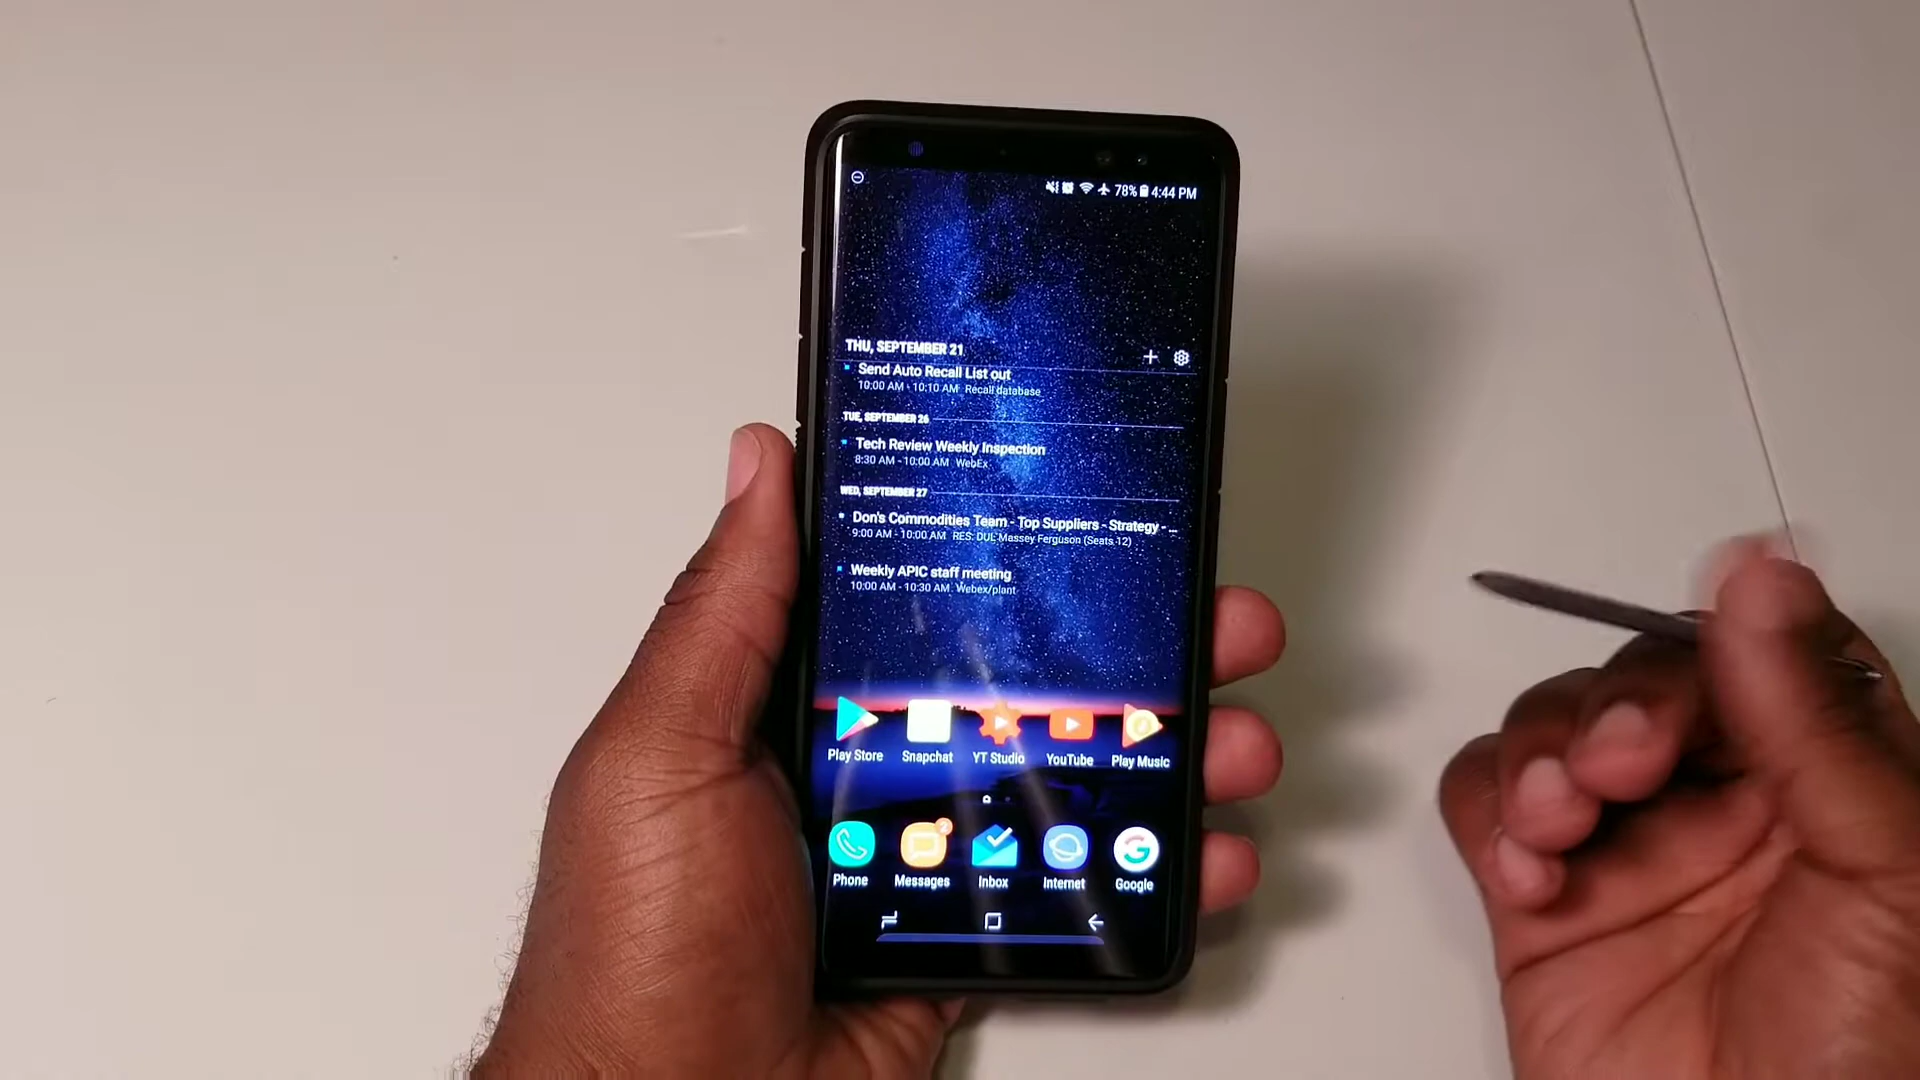 78% 4:44 PM
THU, SEPTEMBER 21
Send Auto Recall List out
10:00 AM - 10:10 AM Recall database
TUE, SEPTEMBER 26
Tech Review Weekly Inspection
8:30 AM - 10:00 AM WebEx
WED, SEPTEMBER 27
Don's Commodities Team - Top Suppliers - Strategy - ...
9:00 AM - 10:00 AM RES: DUL Massey Ferguson (Seats 12)
Weekly APIC staff meeting
10:00 AM - 10:30 AM Webex/plant
Play Store Snapchat YT Studio YouTube Play Music
2
Phone Messages Inbox Internet Google